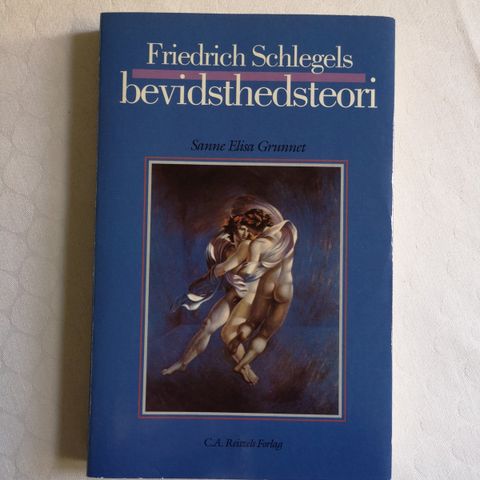 Friedrich Schlegels
bevidsthedsteori
Sanne Elisa Grunnet
C.A. Reitzels Forlag